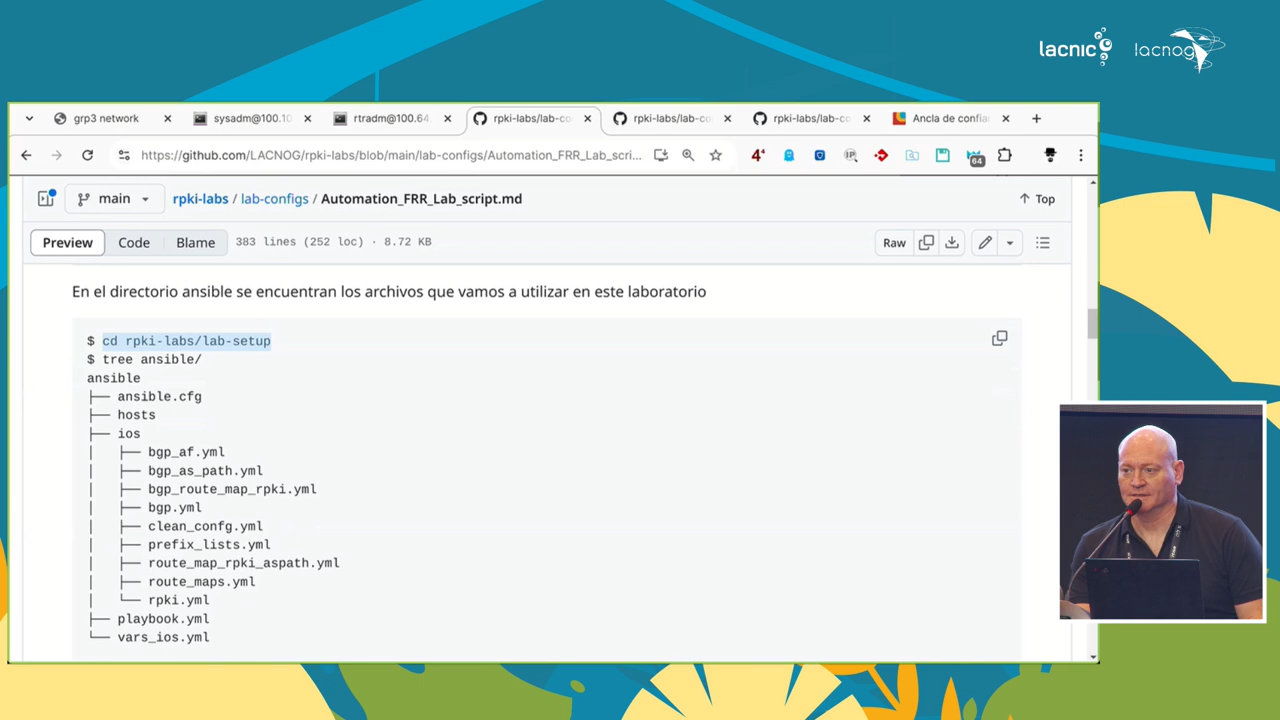 lacnic lacnog
grp3 network sysadm@100.10 rtradm@100.64. rpki-labs/lab-co rpki-labs/lab-co rpki-labs/lab-co Ancla de confia
https://github.com/LACNOG/rpki-labs/blob/main/lab-configs/Automation_FRR_Lab_scri... 4 IP 64
main rpki-labs / lab-configs / Automation_FRR_Lab_script.md Top
Preview Code Blame 383 lines (252 loc) · 8.72 KB Raw
En el directorio ansible se encuentran los archivos que vamos a utilizar en este laboratorio
$ cd rpki-labs/lab-setup
$ tree ansible/
ansible
├── ansible.cfg
├── hosts
├── ios
│   ├── bgp_af.yml
│   ├── bgp_as_path.yml
│   ├── bgp_route_map_rpki.yml
│   ├── bgp.yml
│   ├── clean_confg.yml
│   ├── prefix_lists.yml
│   ├── route_map_rpki_aspath.yml
│   ├── route_maps.yml
│   └── rpki.yml
├── playbook.yml
└── vars_ios.yml